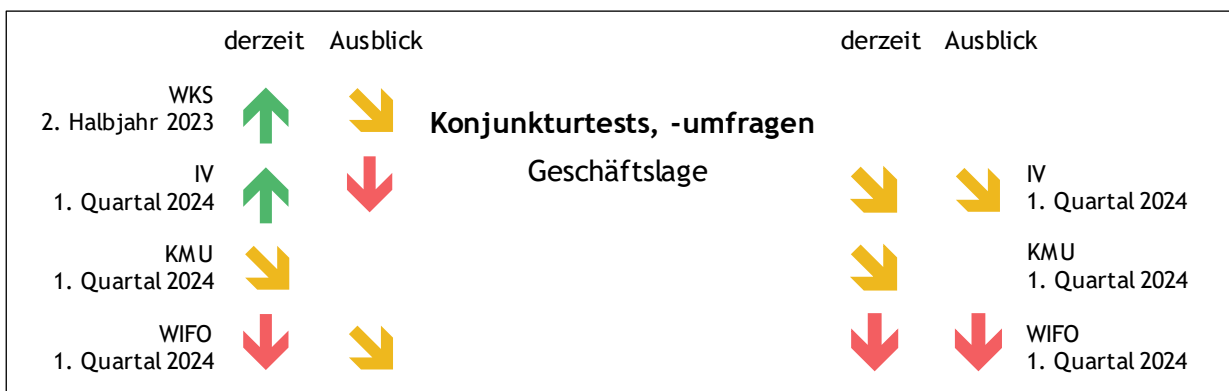 derzeit Ausblick
derzeit Ausblick
WKS
2. Halbjahr 2023
Konjunkturtests, -umfragen
Geschäftslage
IV
1. Quartal 2024
IV
1. Quartal 2024
KMU
1. Quartal 2024
KMU
1. Quartal 2024
WIFO
1. Quartal 2024
WIFO
1. Quartal 2024